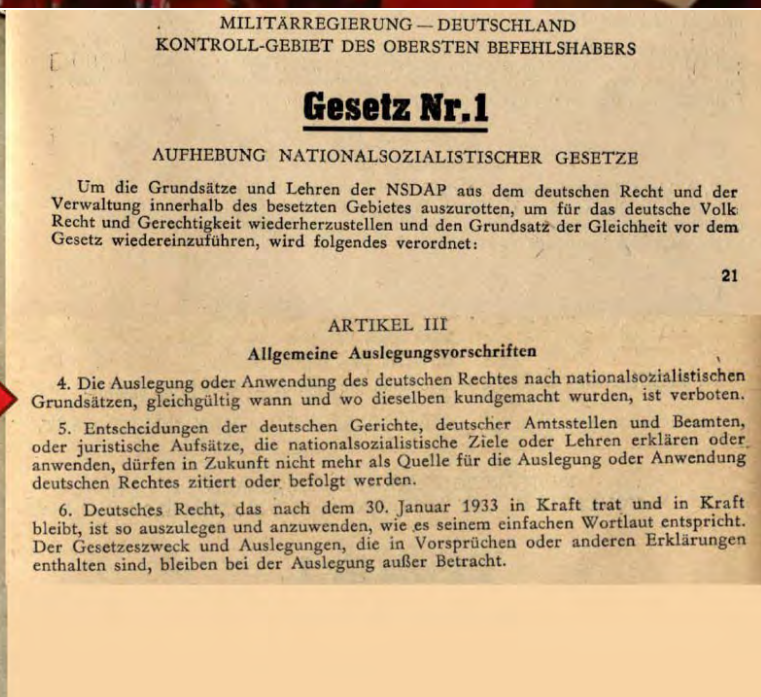 MILITÄRREGIERUNG — DEUTSCHLAND
KONTROLL-GEBIET DES OBERSTEN BEFEHLSHABERS
Gesetz Nr.1
AUFHEBUNG NATIONALSOZIALISTISCHER GESETZE
Um die Grundsätze und Lehren der NSDAP aus dem deutschen Recht und der
Verwaltung innerhalb des besetzten Gebietes auszurotten, um für das deutsche Volk
Recht und Gerechtigkeit wiederherzustellen und den Grundsatz der Gleichheit vor dem
Gesetz wiedereinzuführen, wird folgendes verordnet:
21
ARTIKEL III
Allgemeine Auslegungsvorschriften
4. Die Auslegung oder Anwendung des deutschen Rechtes nach nationalsozialistischen
Grundsätzen, gleichgültig wann und wo dieselben kundgemacht wurden, ist verboten.
5. Entscheidungen der deutschen Gerichte, deutscher Amtsstellen und Beamten,
oder juristische Aufsätze, die nationalsozialistische Ziele oder Lehren erklären oder
anwenden, dürfen in Zukunft nicht mehr als Quelle für die Auslegung oder Anwendung
deutschen Rechtes zitiert oder befolgt werden.
6. Deutsches Recht, das nach dem 30. Januar 1933 in Kraft trat und in Kraft
bleibt, ist so auszulegen und anzuwenden, wie es seinem einfachen Wortlaut entspricht.
Der Gesetzeszweck und Auslegungen, die in Vorsprüchen oder anderen Erklärungen
enthalten sind, bleiben bei der Auslegung außer Betracht.